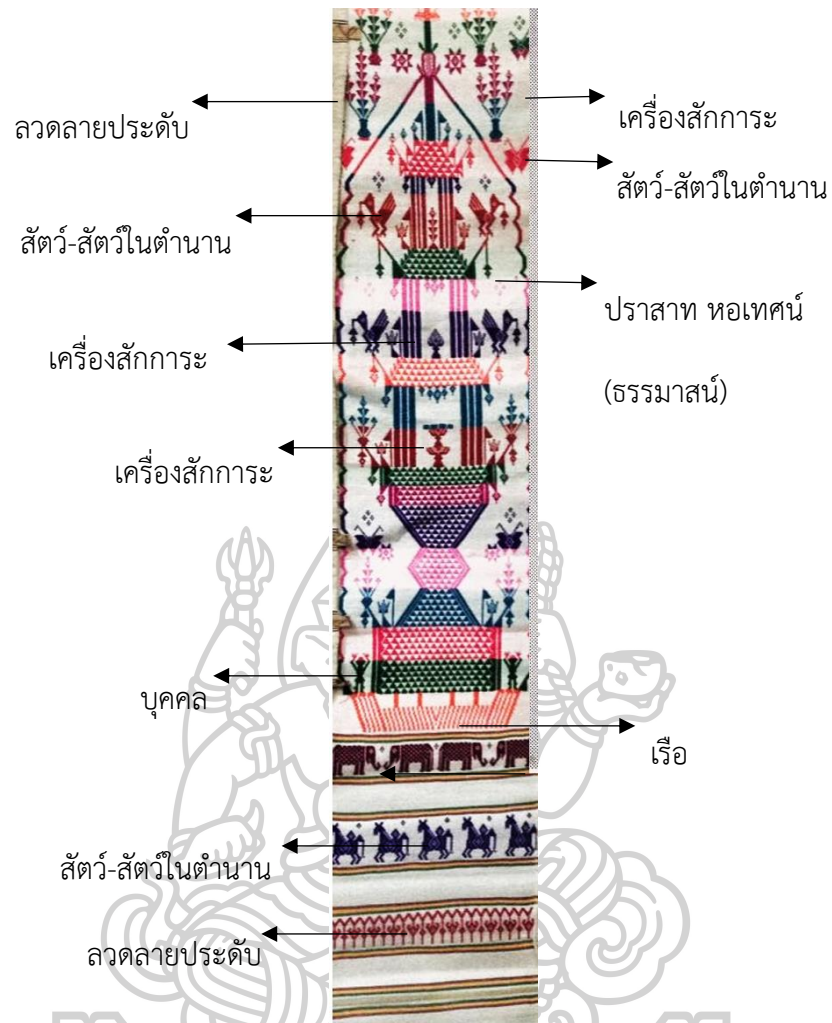 ลวดลายประดับ
เครื่องสักการะ
สัตว์-สัตว์ในตำนาน
สัตว์-สัตว์ในตำนาน
ปราสาท หอเทศน์
เครื่องสักการะ
(ธรรมาสน์)
เครื่องสักการะ
บุคคล
เรือ
สัตว์-สัตว์ในตำนาน
ลวดลายประดับ